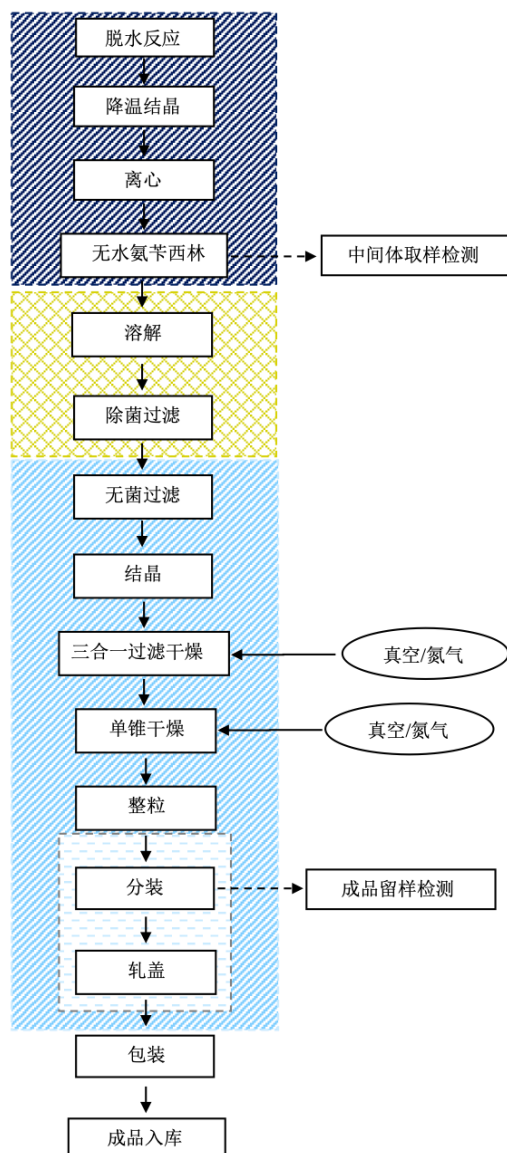 脱水反应
降温结晶
离心
无水氨苄西林
中间体取样检测
溶解
除菌过滤
无菌过滤
结晶
三合一过滤干燥
真空/氮气
单锥干燥
真空/氮气
整粒
分装
成品留样检测
轧盖
包装
成品入库